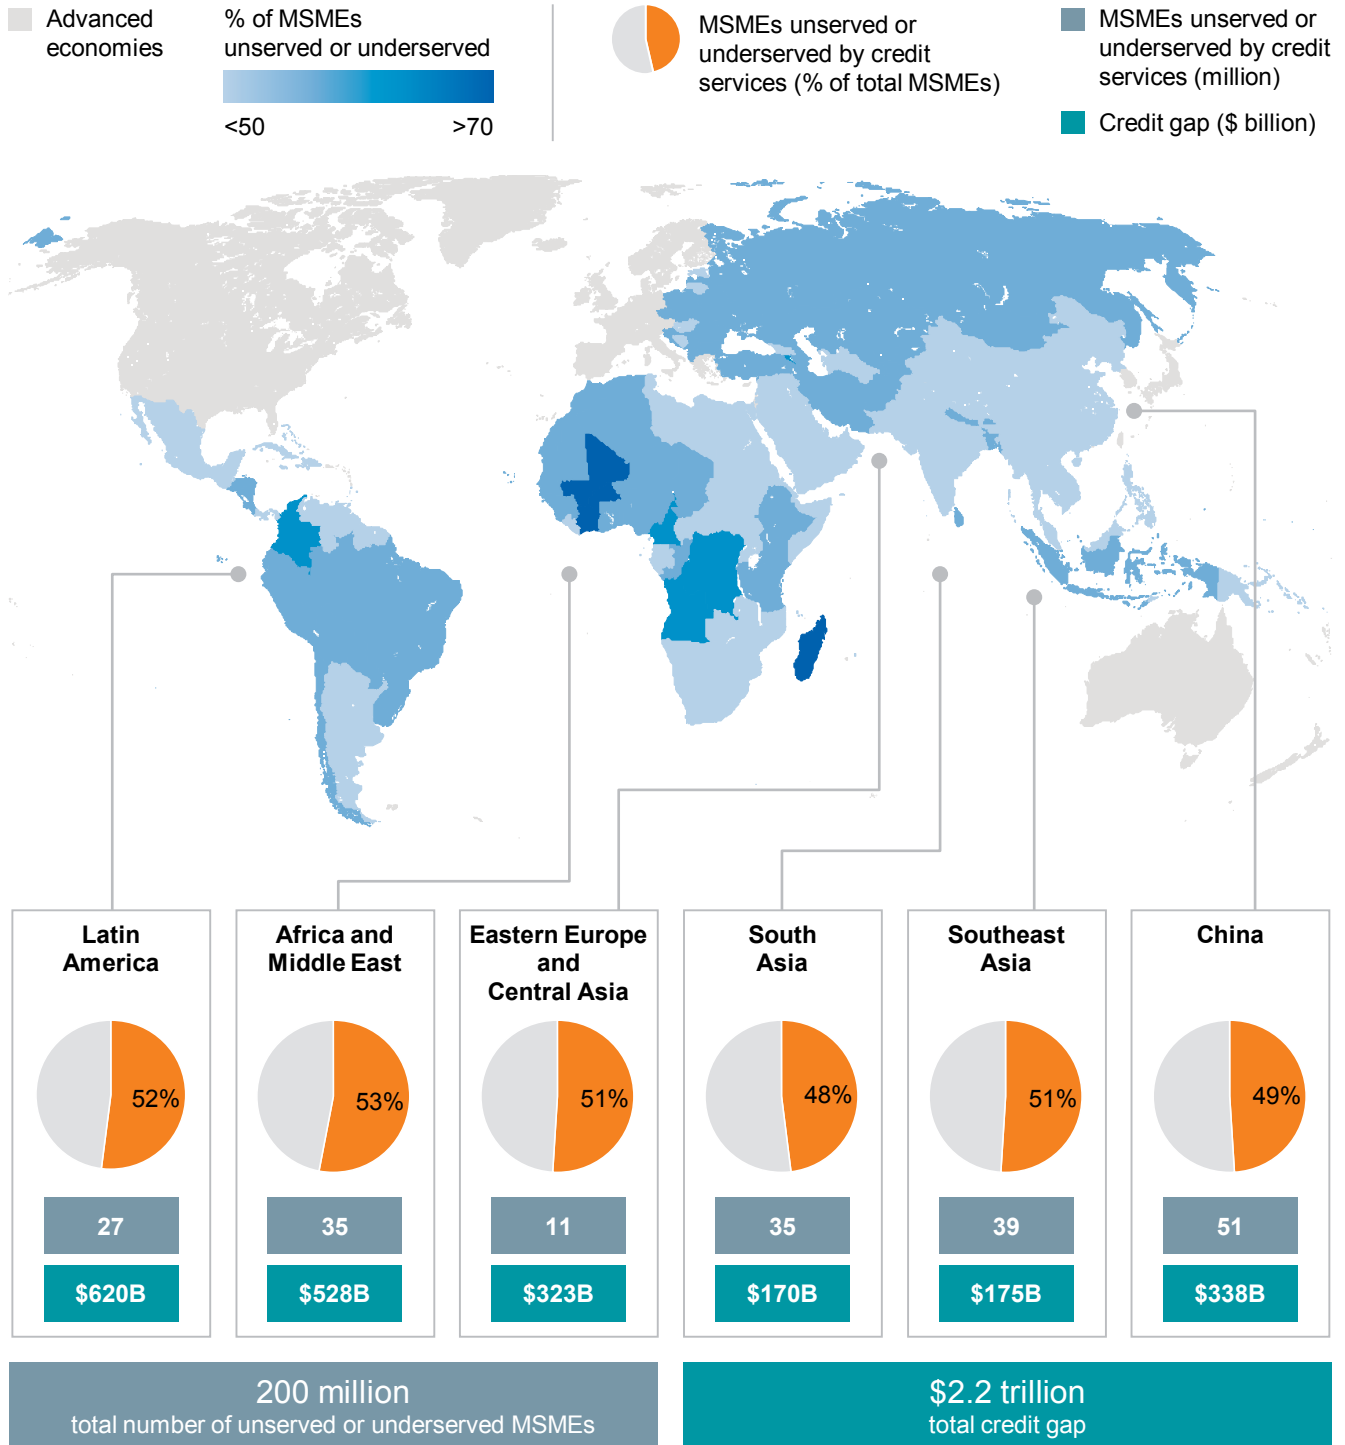 Advanced
economies
% of MSMEs
unserved or underserved
<50
>70
MSMEs unserved or
underserved by credit
services (% of total MSMEs)
MSMEs unserved or
underserved by credit
services (million)
Credit gap ($ billion)
Latin
America
52%
27
$620B
Africa and
Middle East
53%
35
$528B
Eastern Europe
and
Central Asia
51%
11
$323B
South
Asia
48%
35
$170B
Southeast
Asia
51%
39
$175B
China
49%
51
$338B
200 million
total number of unserved or underserved MSMEs
$2.2 trillion
total credit gap